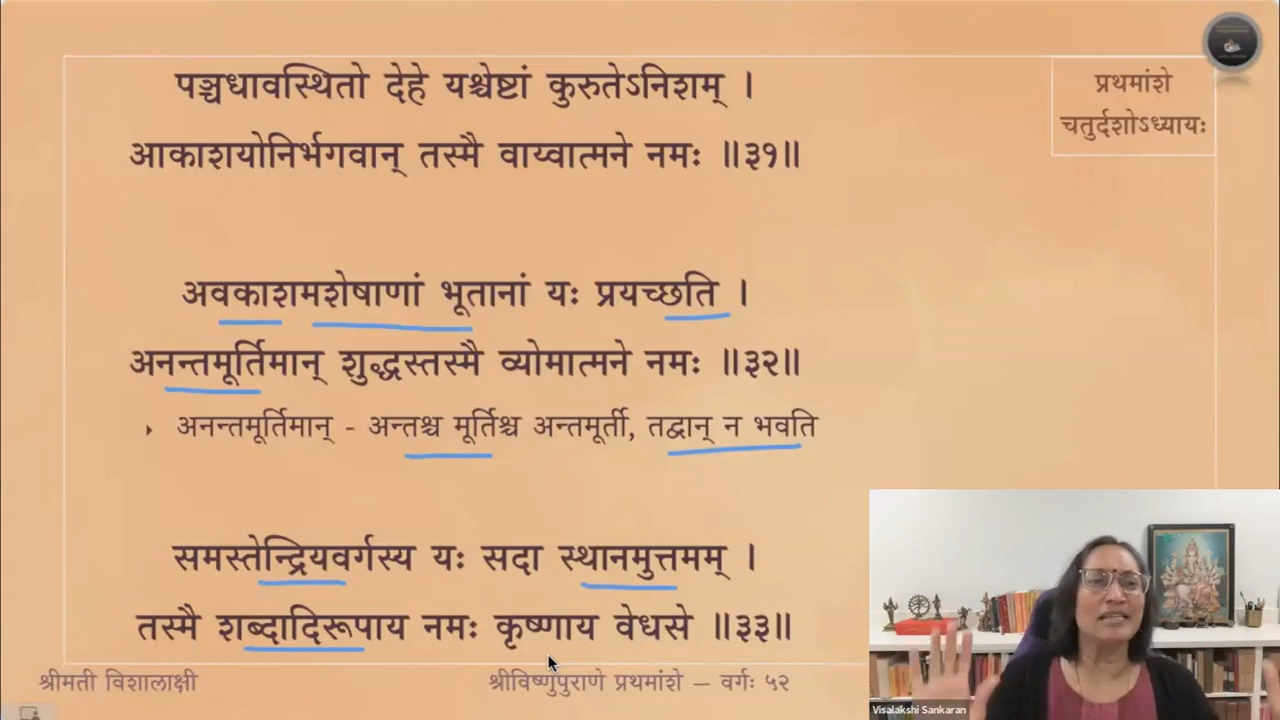 पञ्चधावस्थितो देहे यश्चेष्टां कुरुतेऽनिशम् ।
आकाशयोनिर्भगवान् तस्मै वाय्वात्मने नमः ॥३१॥
प्रथमांशे
चतुर्दशोऽध्यायः
अवकाशमशेषाणां भूतानां यः प्रयच्छति ।
अनन्तमूर्तिमान् शुद्धस्तस्मै व्योमात्मने नमः ॥३२॥
अनन्तमूर्तिमान् - अन्तश्च मूर्तिश्च अन्तमूर्ती, तद्वान् न भवति
समस्तेन्द्रियवर्गस्य यः सदा स्थानमुत्तमम् ।
तस्मै शब्दादिरूपाय नमः कृष्णाय वेधसे ॥३३॥
श्रीमती विशालाक्षी
श्रीविष्णुपुराणे प्रथमांशे – वर्गः ५२
Visalakshi Sankaran